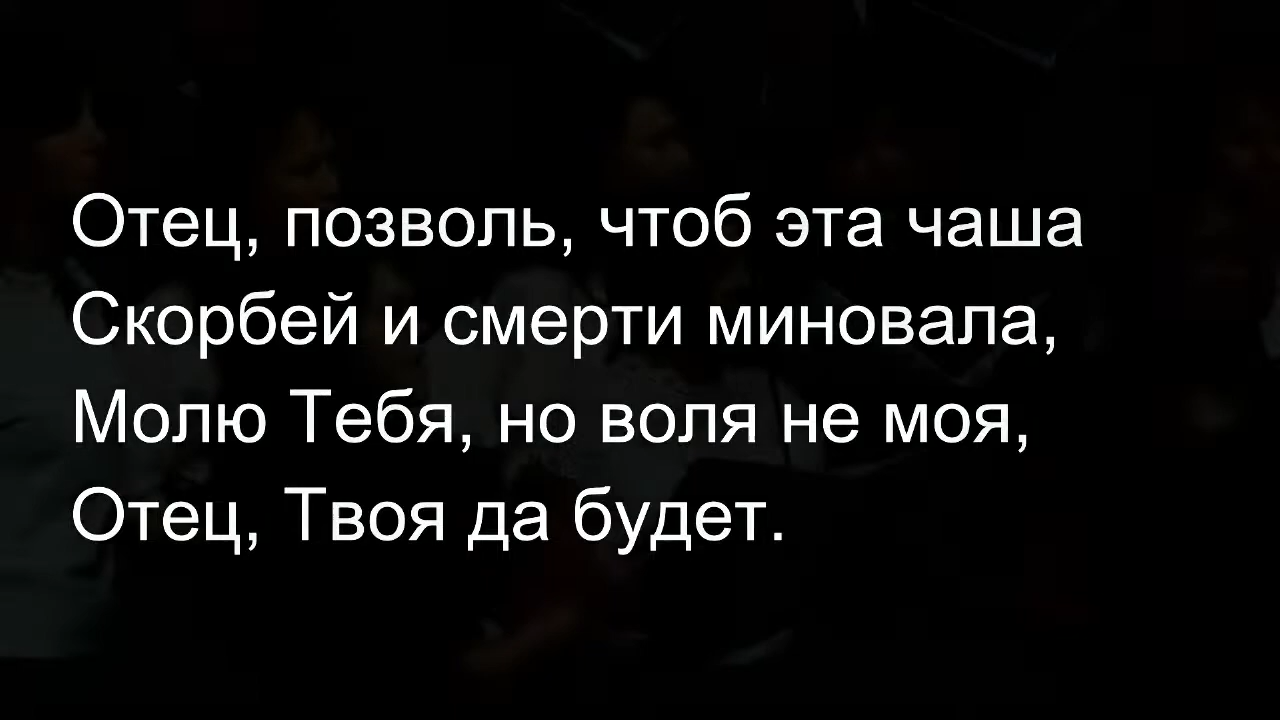 Отец, позволь, чтоб эта чаша
Скорбей и смерти миновала,
Молю Тебя, но воля не моя,
Отец, Твоя да будет.